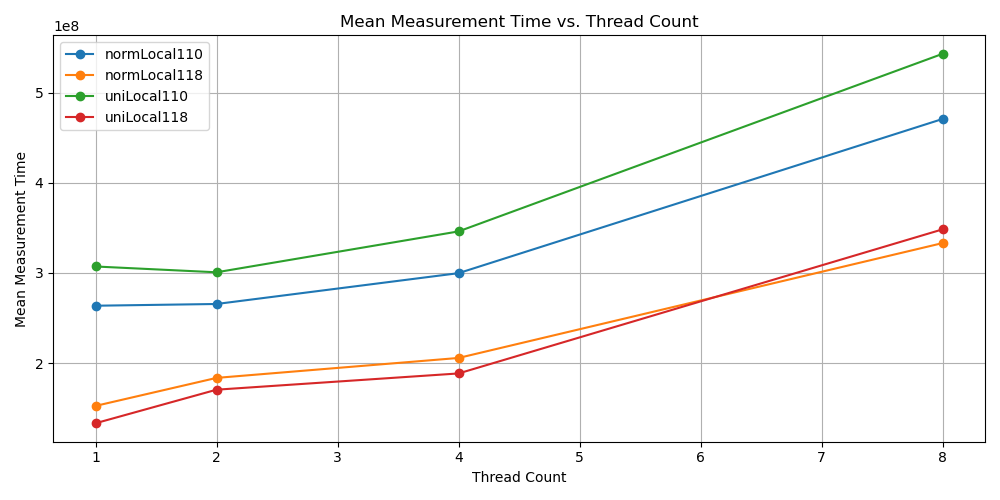 Mean Measurement Time vs. Thread Count
1e8
normLocal110
normLocal118
uniLocal110
uniLocal118
Mean Measurement Time
5
4
3
2
1 2 3 4 5 6 7 8
Thread Count